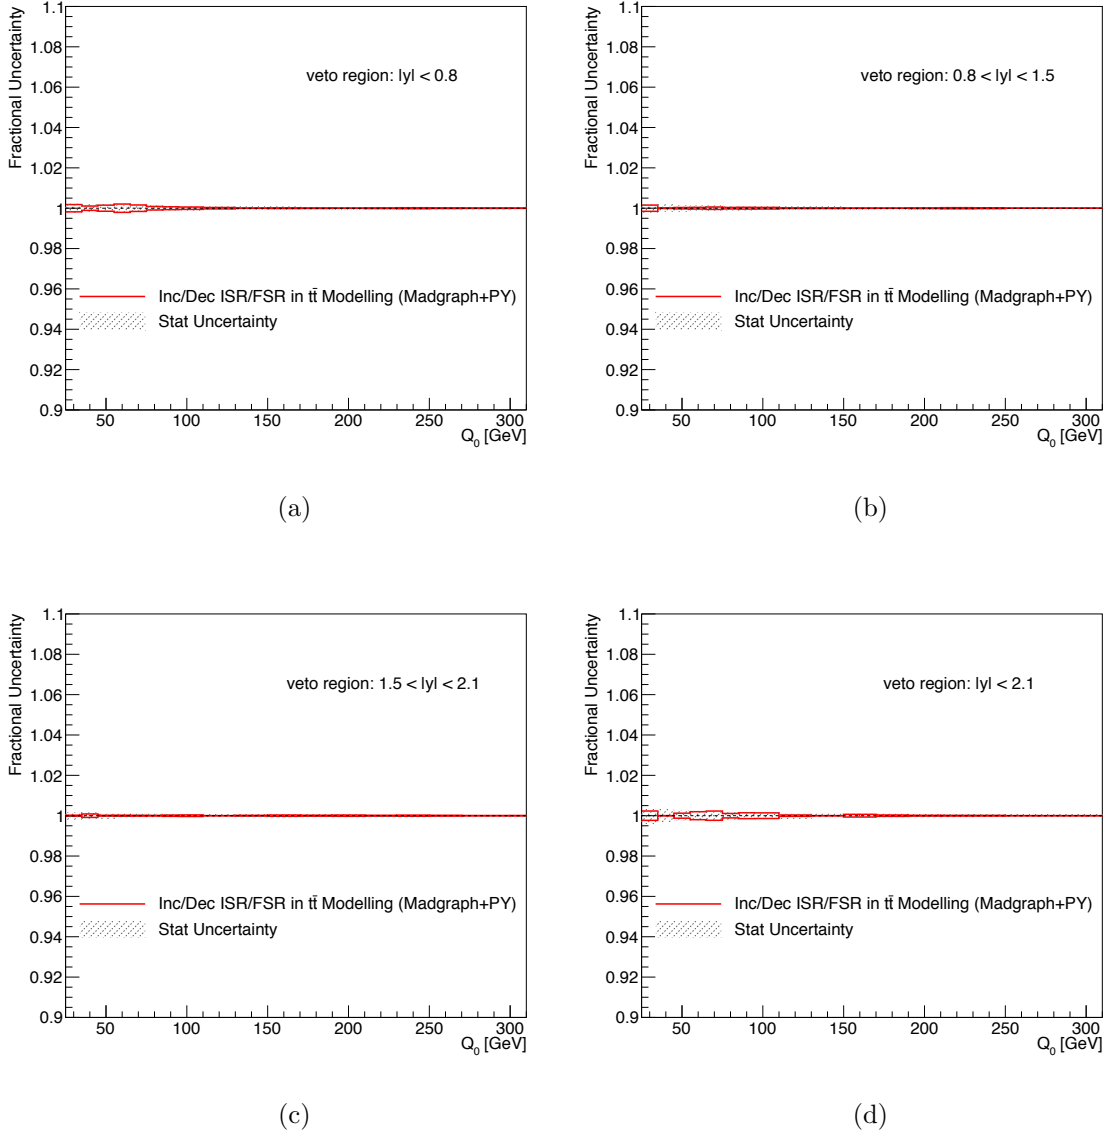 Fractional Uncertainty
1.1
1.08
1.06
1.04
1.02
1
0.98
0.96
0.94
0.92
0.9
veto region: |y| < 0.8
Inc/Dec ISR/FSR in tt̄ Modelling (Madgraph+PY)
Stat Uncertainty
50 100 150 200 250 300
Q₀ [GeV]
(a)
Fractional Uncertainty
1.1
1.08
1.06
1.04
1.02
1
0.98
0.96
0.94
0.92
0.9
veto region: 0.8 < |y| < 1.5
Inc/Dec ISR/FSR in tt̄ Modelling (Madgraph+PY)
Stat Uncertainty
50 100 150 200 250 300
Q₀ [GeV]
(b)
Fractional Uncertainty
1.1
1.08
1.06
1.04
1.02
1
0.98
0.96
0.94
0.92
0.9
veto region: 1.5 < |y| < 2.1
Inc/Dec ISR/FSR in tt̄ Modelling (Madgraph+PY)
Stat Uncertainty
50 100 150 200 250 300
Q₀ [GeV]
(c)
Fractional Uncertainty
1.1
1.08
1.06
1.04
1.02
1
0.98
0.96
0.94
0.92
0.9
veto region: |y| < 2.1
Inc/Dec ISR/FSR in tt̄ Modelling (Madgraph+PY)
Stat Uncertainty
50 100 150 200 250 300
Q₀ [GeV]
(d)